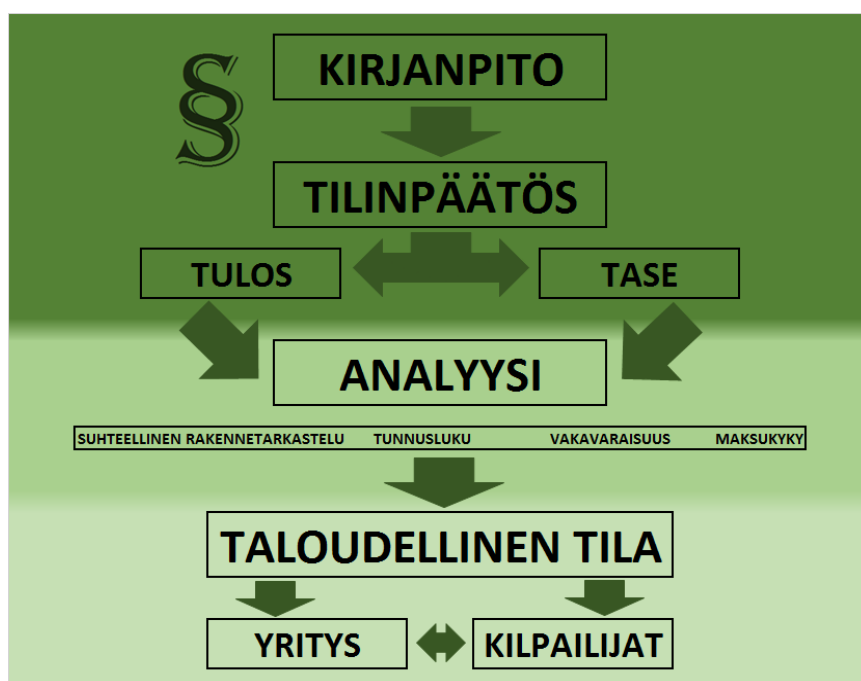 §
KIRJANPITO
TILINPÄÄTÖS
TULOS
TASE
ANALYYSI
SUHTEELLINEN RAKENNETARKASTELU TUNNUSLUKU VAKAVARAISUUS MAKSUKYKY
TALOUDELLINEN TILA
YRITYS
KILPAILIJAT